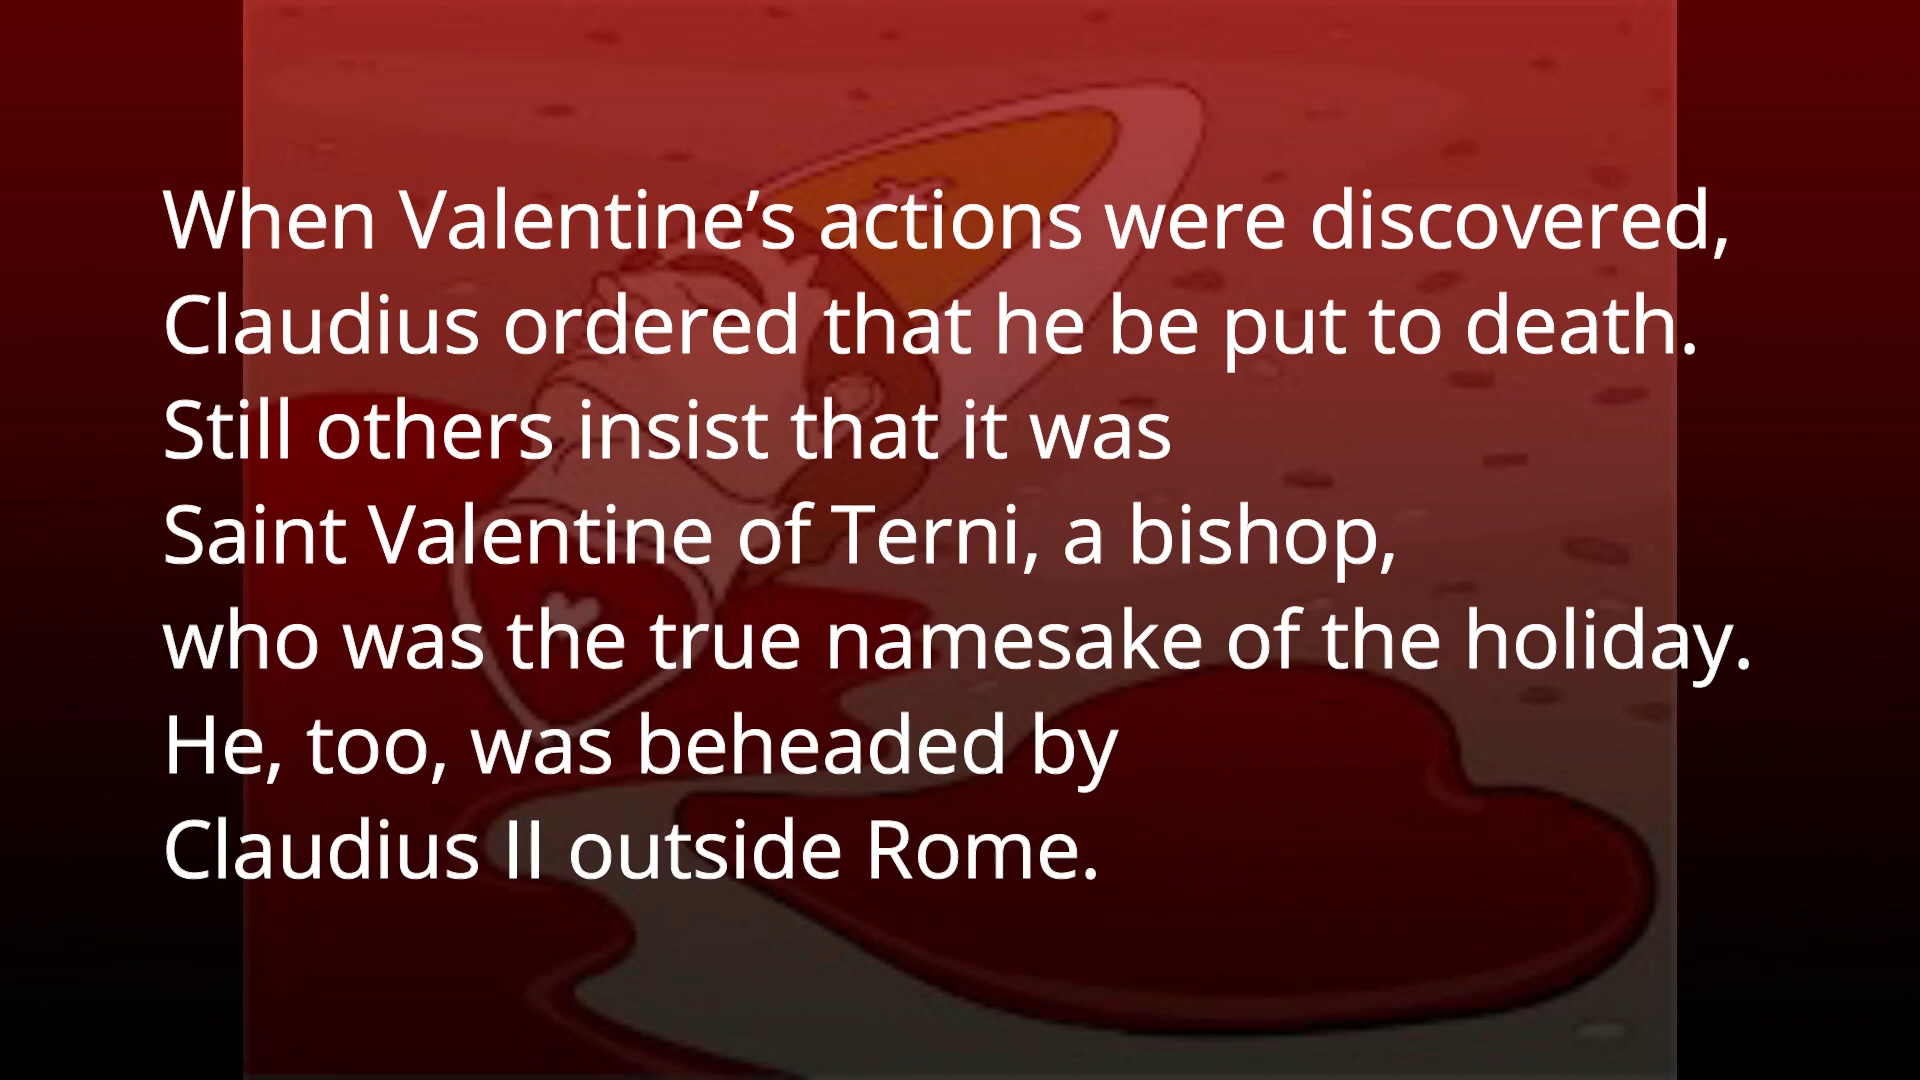 When Valentine’s actions were discovered,
Claudius ordered that he be put to death.
Still others insist that it was
Saint Valentine of Terni, a bishop,
who was the true namesake of the holiday.
He, too, was beheaded by
Claudius II outside Rome.